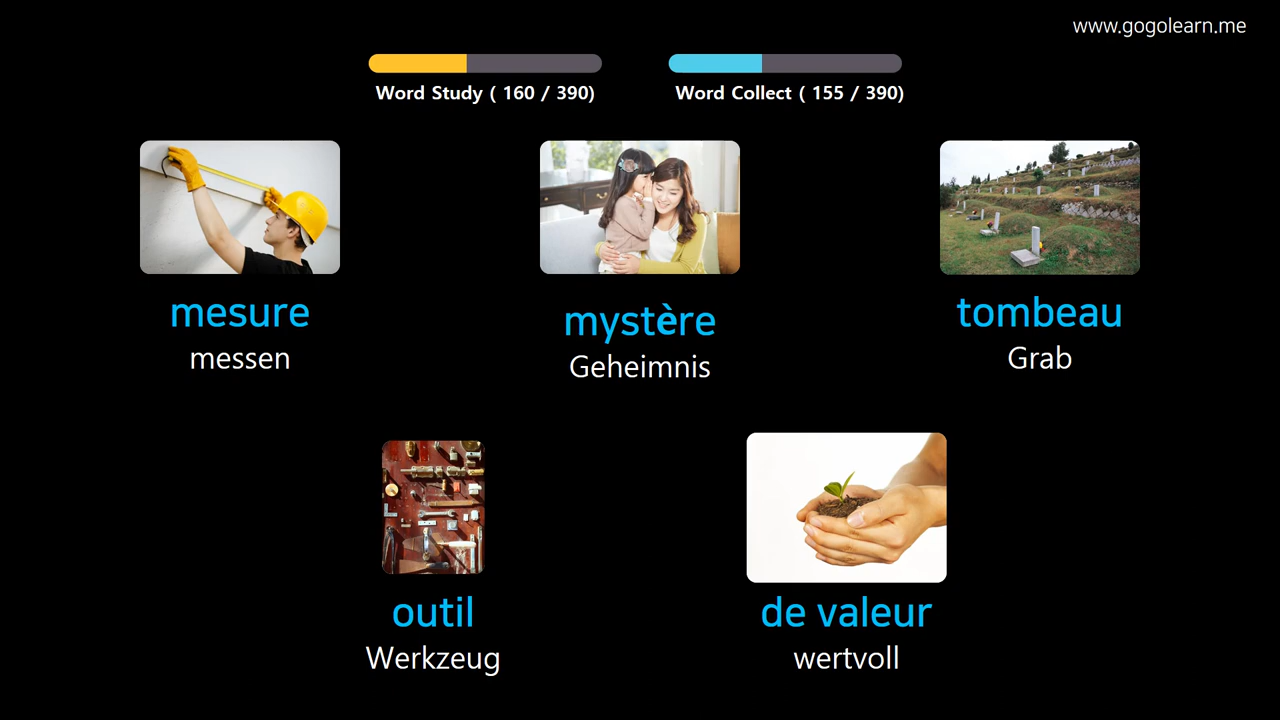 www.gogolearn.me
Word Study ( 160 / 390)
Word Collect ( 155 / 390)
mesure
messen
mystère
Geheimnis
tombeau
Grab
outil
Werkzeug
de valeur
wertvoll